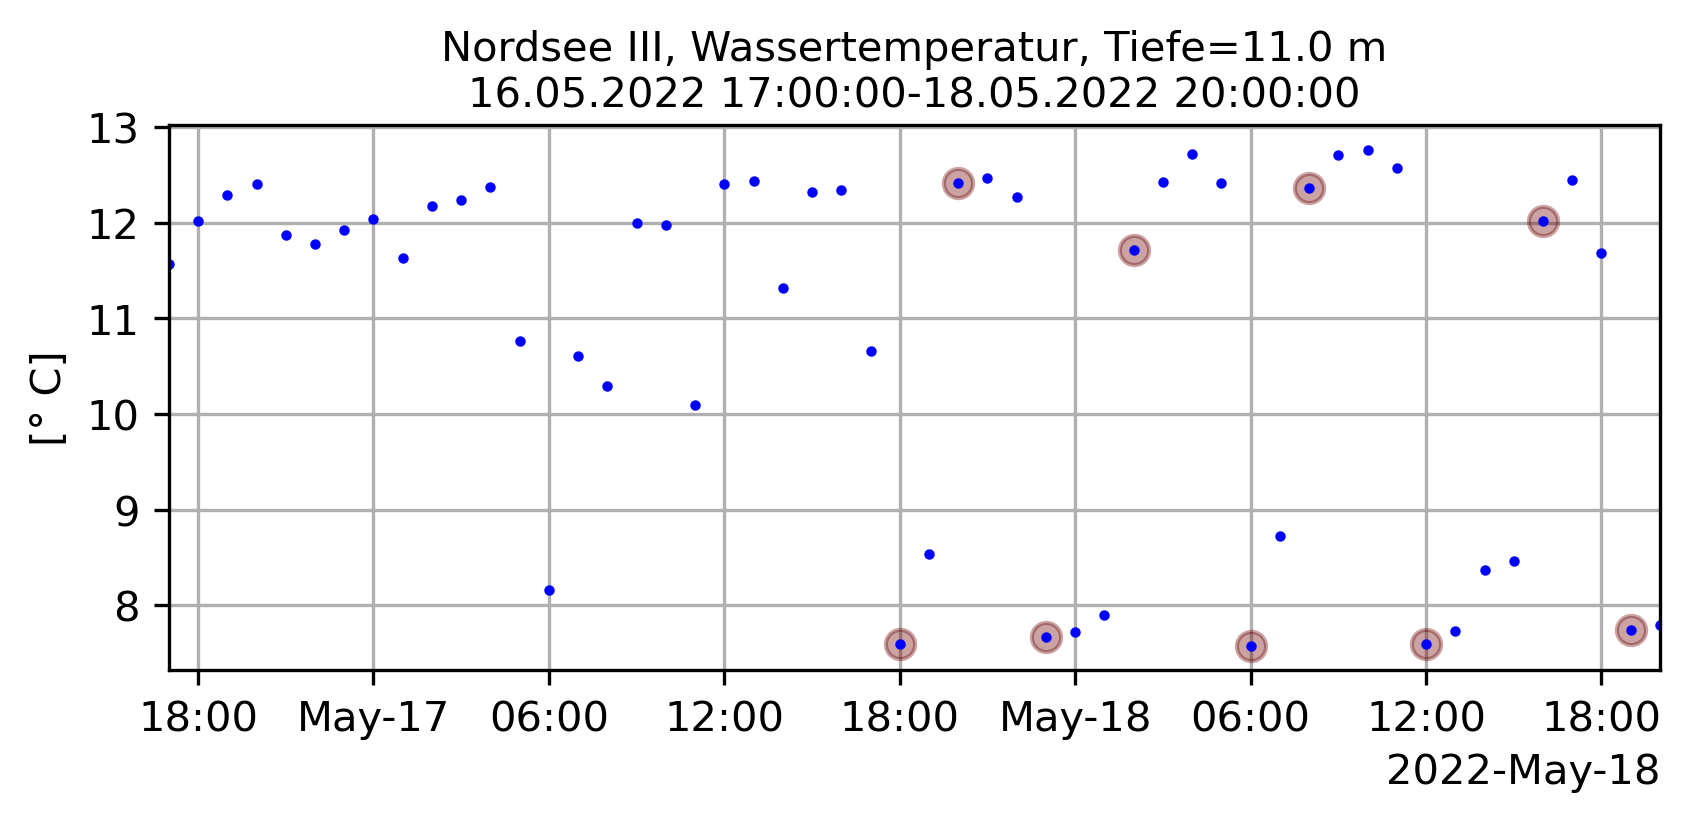 Nordsee III, Wassertemperatur, Tiefe=11.0 m
16.05.2022 17:00:00-18.05.2022 20:00:00
[° C]
13
12
11
10
9
8
18:00 May-17 06:00 12:00 18:00 May-18 06:00 12:00 18:00
2022-May-18